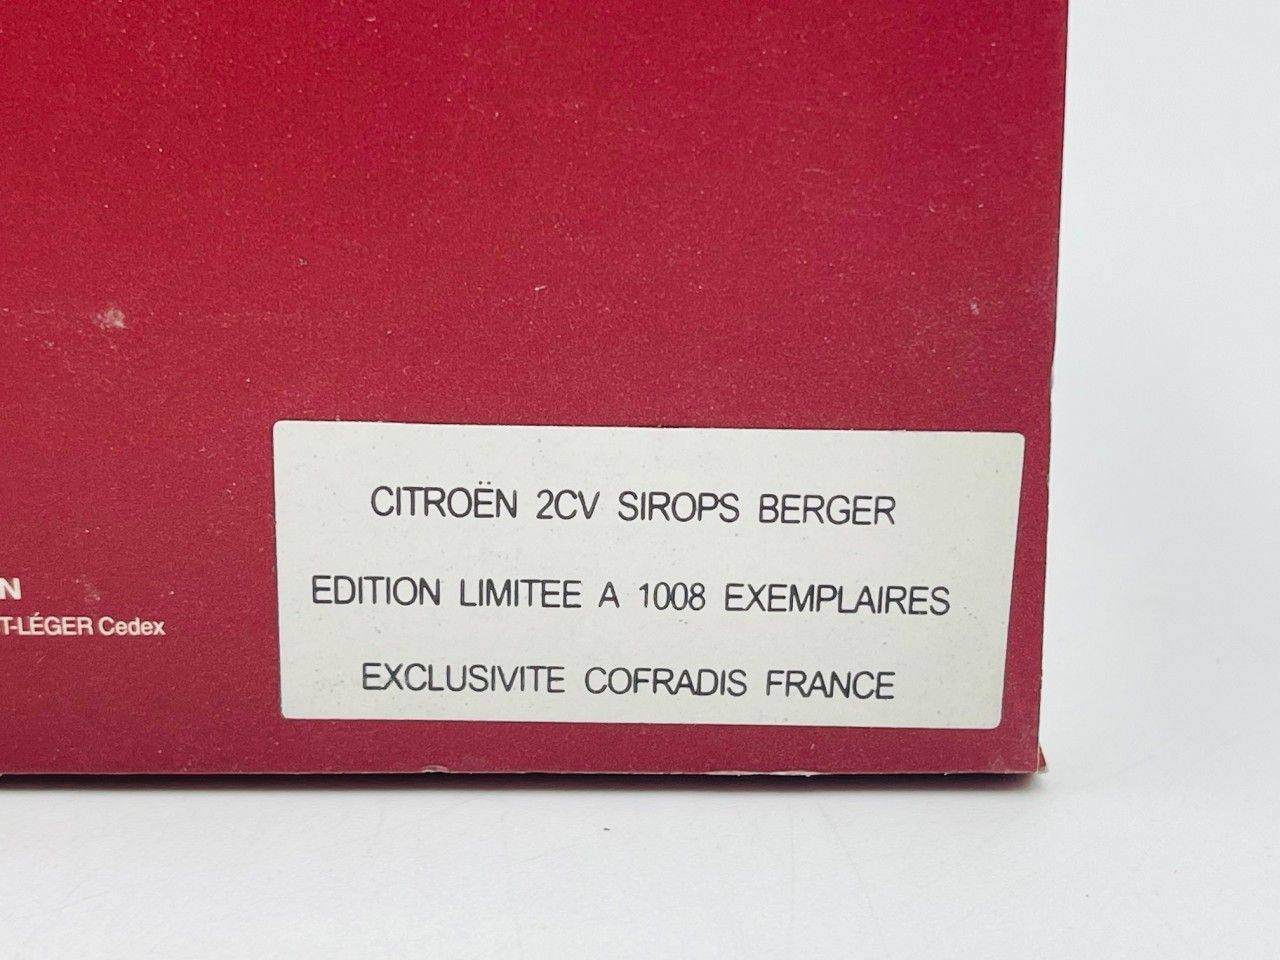 N
T-LÉGER Cedex
CITROËN 2CV SIROPS BERGER
EDITION LIMITEE A 1008 EXEMPLAIRES
EXCLUSIVITE COFRADIS FRANCE